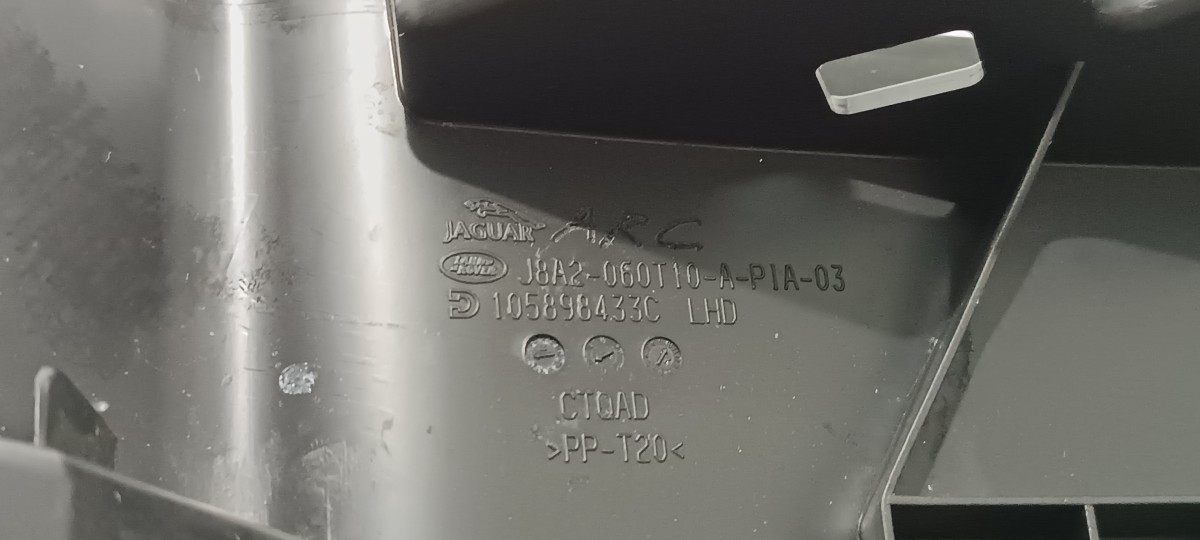 JAGUAR ARC
LAND ROVER J8A2-060T10-A-PIA-03
D 105898433C LHD
CTQAD
>PP-T20<